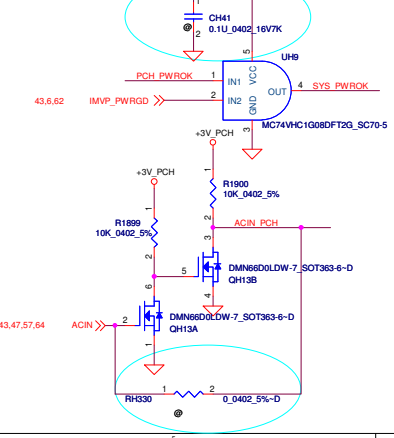 1
CH41
0.1U_0402_16V7K
@
2
5
UH9
PCH_PWROK
1
IN1
VCC
OUT
4
SYS_PWROK
43,6,62
IMVP_PWRGD
2
IN2
GND
3
MC74VHC1G08DFT2G_SC70-5
+3V_PCH
+3V_PCH
1
R1900
10K_0402_5%
2
ACIN_PCH
1
R1899
10K_0402_5%
2
3
5
DMN66D0LDW-7_SOT363-6~D
QH13B
4
6
43,47,57,64
ACIN
2
DMN66D0LDW-7_SOT363-6~D
QH13A
1
RH330
1
2
0_0402_5%~D
@